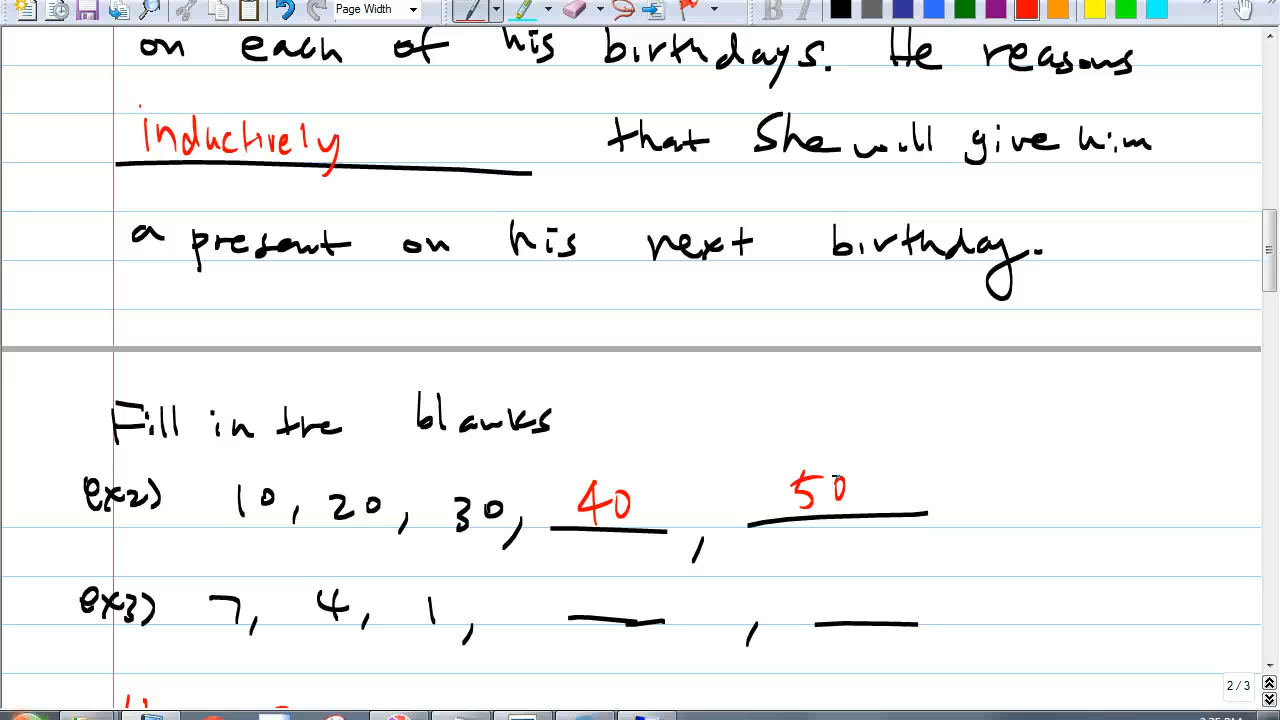 Page Width
on each of his birthdays. He reasons
inductively that she will give him
a present on his next birthday.
Fill in the blanks
ex2) 10, 20, 30, 40, 50
ex3) 7, 4, 1, ___, ___
2/3